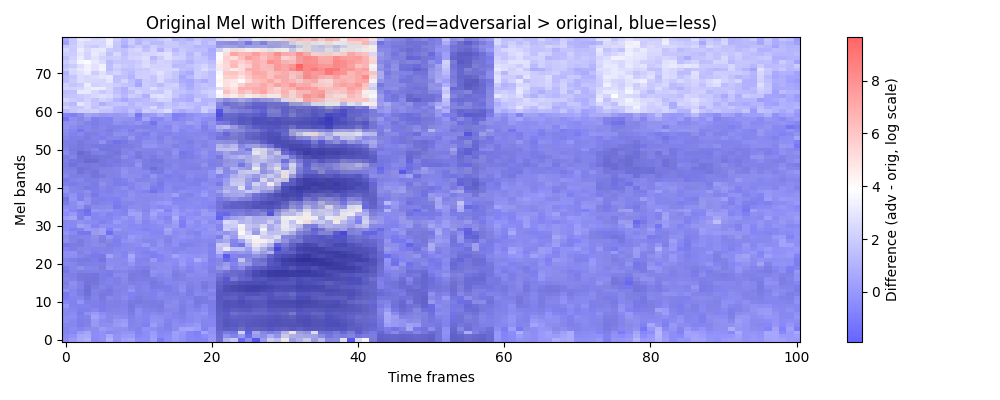 Original Mel with Differences (red=adversarial > original, blue=less)
Mel bands
70
60
50
40
30
20
10
0
0 20 40 60 80 100
Time frames
8
6
4
2
0
Difference (adv - orig, log scale)